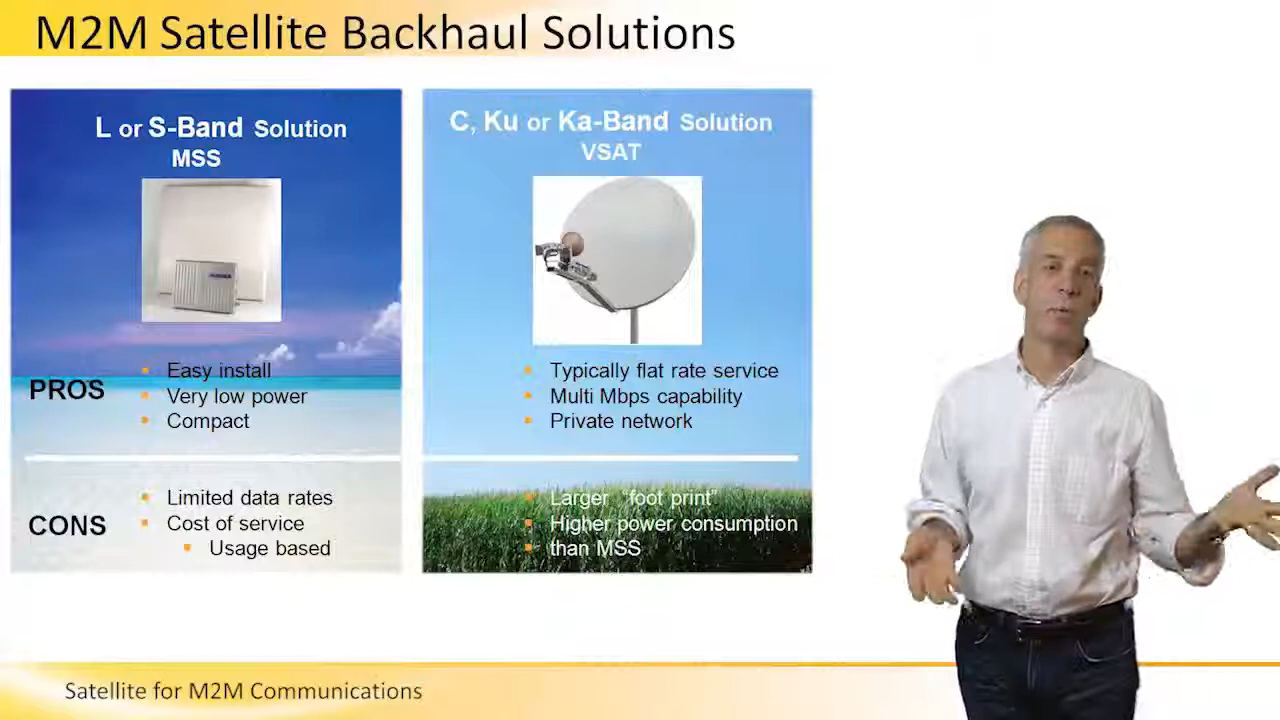 M2M Satellite Backhaul Solutions
L or S-Band Solution
MSS
C, Ku or Ka-Band Solution
VSAT
PROS
Easy install
Very low power
Compact
Typically flat rate service
Multi Mbps capability
Private network
CONS
Limited data rates
Cost of service
Usage based
Larger "foot print"
Higher power consumption
than MSS
Satellite for M2M Communications